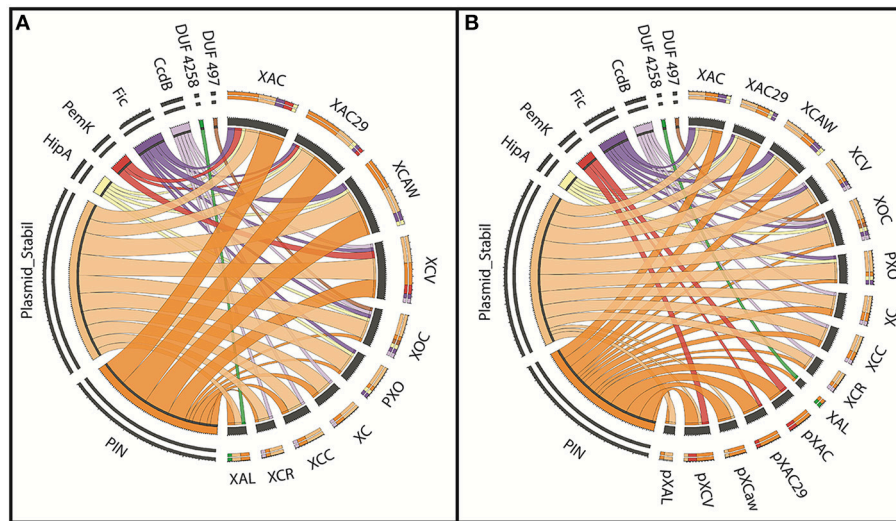 A
Plasmid_Stabil
HipA
PemK
Fic
CcdB
DUF 4258
DUF 497
XAC
XAC29
XCAW
XCV
XOC
PXO
XC
XCC
XCR
XAL
PIN
B
Plasmid_Stabil
HipA
PemK
Fic
CcdB
DUF 4258
DUF 497
XAC
XAC29
XCAW
XCV
XOC
PXO
XC
XCC
XCR
XAL
pXAC
pXAC29
pXCaw
pXCV
pXAL
PIN